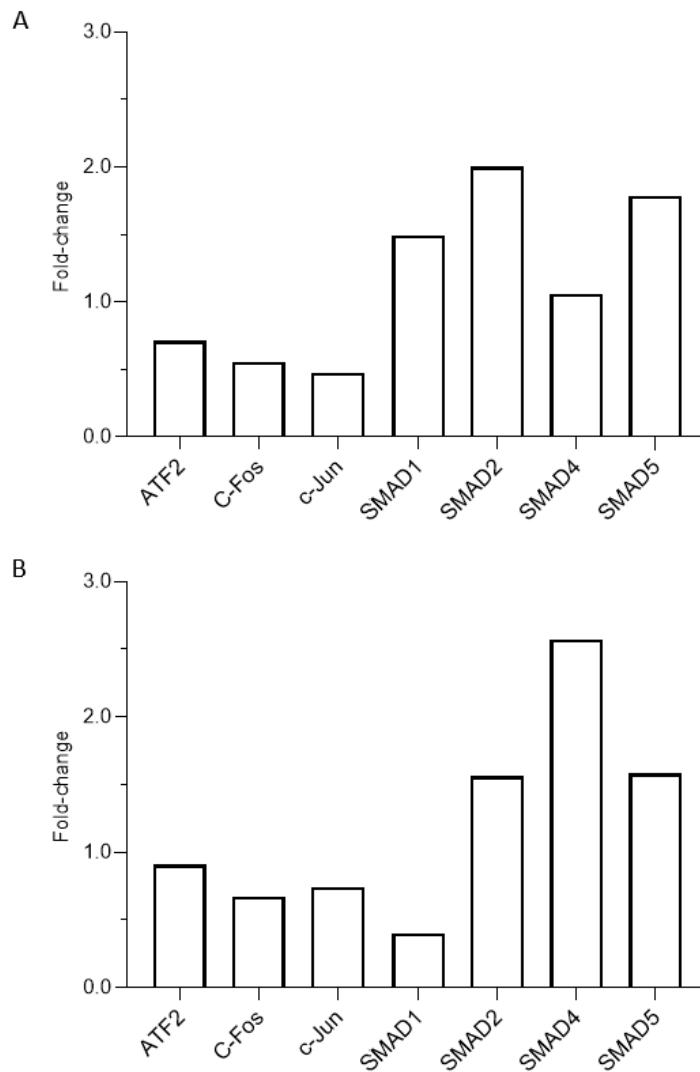 A
3.0
2.0
Fold-change
1.0
0.0
ATF2
C-Fos
c-Jun
SMAD1
SMAD2
SMAD4
SMAD5
B
3.0
2.0
Fold-change
1.0
0.0
ATF2
C-Fos
c-Jun
SMAD1
SMAD2
SMAD4
SMAD5